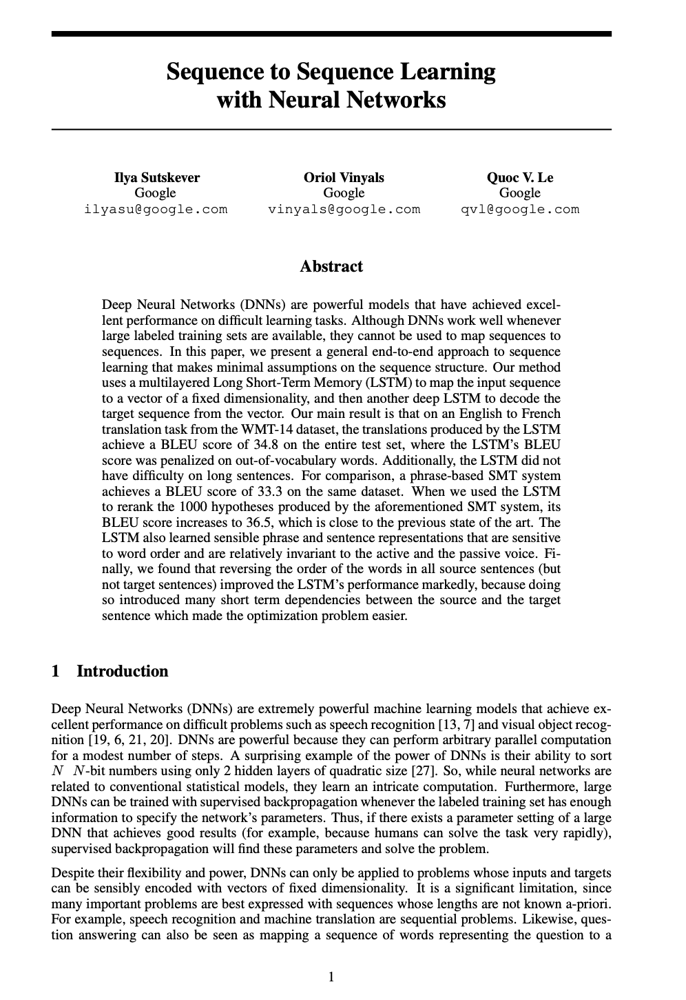 Sequence to Sequence Learning
with Neural Networks
Ilya Sutskever
Google
ilyasu@google.com
Oriol Vinyals
Google
vinyals@google.com
Quoc V. Le
Google
qvl@google.com
Abstract
Deep Neural Networks (DNNs) are powerful models that have achieved excel-
lent performance on difficult learning tasks. Although DNNs work well whenever
large labeled training sets are available, they cannot be used to map sequences to
sequences. In this paper, we present a general end-to-end approach to sequence
learning that makes minimal assumptions on the sequence structure. Our method
uses a multilayered Long Short-Term Memory (LSTM) to map the input sequence
to a vector of a fixed dimensionality, and then another deep LSTM to decode the
target sequence from the vector. Our main result is that on an English to French
translation task from the WMT-14 dataset, the translations produced by the LSTM
achieve a BLEU score of 34.8 on the entire test set, where the LSTM's BLEU
score was penalized on out-of-vocabulary words. Additionally, the LSTM did not
have difficulty on long sentences. For comparison, a phrase-based SMT system
achieves a BLEU score of 33.3 on the same dataset. When we used the LSTM
to rerank the 1000 hypotheses produced by the aforementioned SMT system, its
BLEU score increases to 36.5, which is close to the previous state of the art. The
LSTM also learned sensible phrase and sentence representations that are sensitive
to word order and are relatively invariant to the active and the passive voice. Fi-
nally, we found that reversing the order of the words in all source sentences (but
not target sentences) improved the LSTM's performance markedly, because doing
so introduced many short term dependencies between the source and the target
sentence which made the optimization problem easier.
1 Introduction
Deep Neural Networks (DNNs) are extremely powerful machine learning models that achieve ex-
cellent performance on difficult problems such as speech recognition [13, 7] and visual object recog-
nition [19, 6, 21, 20]. DNNs are powerful because they can perform arbitrary parallel computation
for a modest number of steps. A surprising example of the power of DNNs is their ability to sort
N N-bit numbers using only 2 hidden layers of quadratic size [27]. So, while neural networks are
related to conventional statistical models, they learn an intricate computation. Furthermore, large
DNNs can be trained with supervised backpropagation whenever the labeled training set has enough
information to specify the network's parameters. Thus, if there exists a parameter setting of a large
DNN that achieves good results (for example, because humans can solve the task very rapidly),
supervised backpropagation will find these parameters and solve the problem.
Despite their flexibility and power, DNNs can only be applied to problems whose inputs and targets
can be sensibly encoded with vectors of fixed dimensionality. It is a significant limitation, since
many important problems are best expressed with sequences whose lengths are not known a-priori.
For example, speech recognition and machine translation are sequential problems. Likewise, ques-
tion answering can also be seen as mapping a sequence of words representing the question to a
1